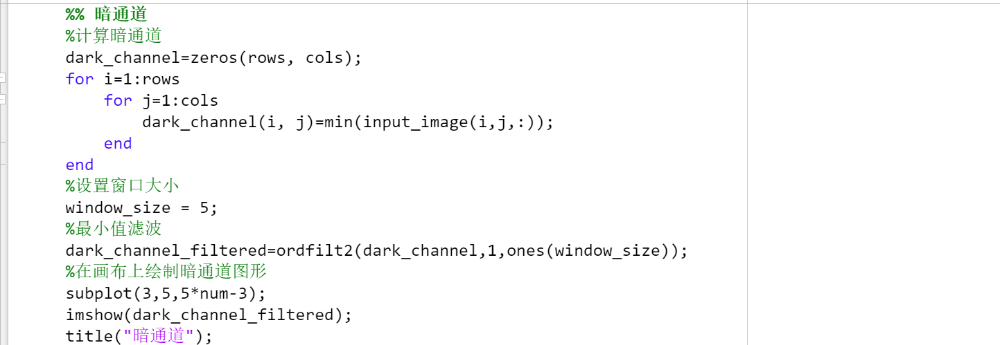 %% 暗通道
%计算暗通道
dark_channel=zeros(rows, cols);
for i=1:rows
    for j=1:cols
        dark_channel(i, j)=min(input_image(i,j,:));
    end
end
%设置窗口大小
window_size = 5;
%最小值滤波
dark_channel_filtered=ordfilt2(dark_channel,1,ones(window_size));
%在画布上绘制暗通道图形
subplot(3,5,5*num-3);
imshow(dark_channel_filtered);
title("暗通道");